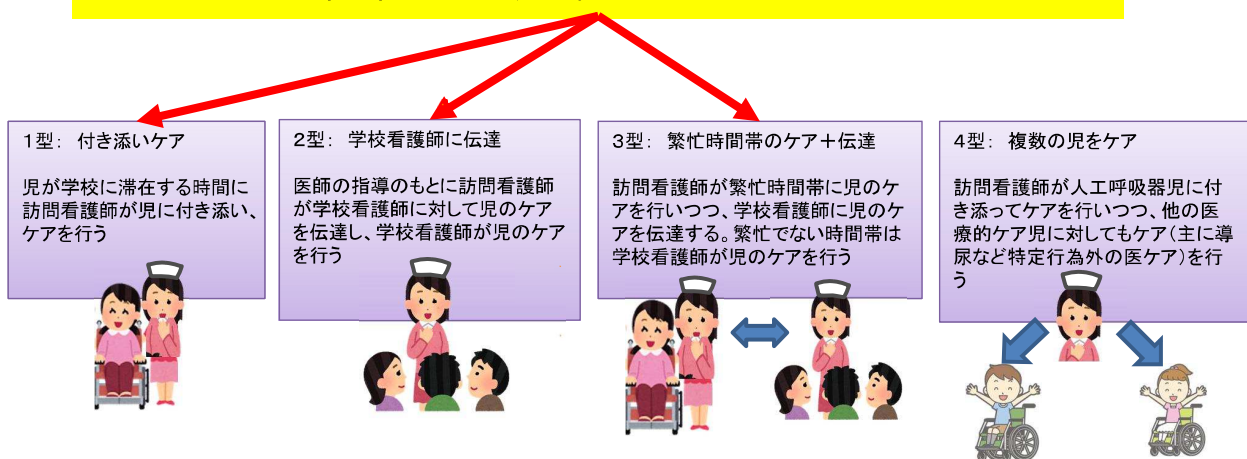 1型: 付き添いケア
児が学校に滞在する時間に
訪問看護師が児に付き添い、
ケアを行う
2型: 学校看護師に伝達
医師の指導のもとに訪問看護師
が学校看護師に対して児のケア
を伝達し、学校看護師が児のケア
を行う
3型: 繁忙時間帯のケア＋伝達
訪問看護師が繁忙時間帯に児のケ
アを行いつつ、学校看護師に児のケ
アを伝達する。繁忙でない時間帯は
学校看護師が児のケアを行う
4型: 複数の児をケア
訪問看護師が人工呼吸器児に付
き添ってケアを行いつつ、他の医
療的ケア児に対してもケア(主に導
尿など特定行為外の医ケア)を行
う